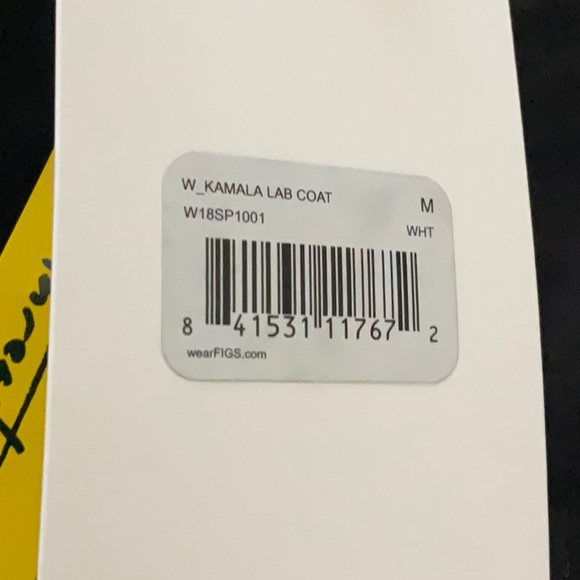 W_KAMALA LAB COAT M
W18SP1001 WHT
8 41531 11767 2
wearFIGS.com